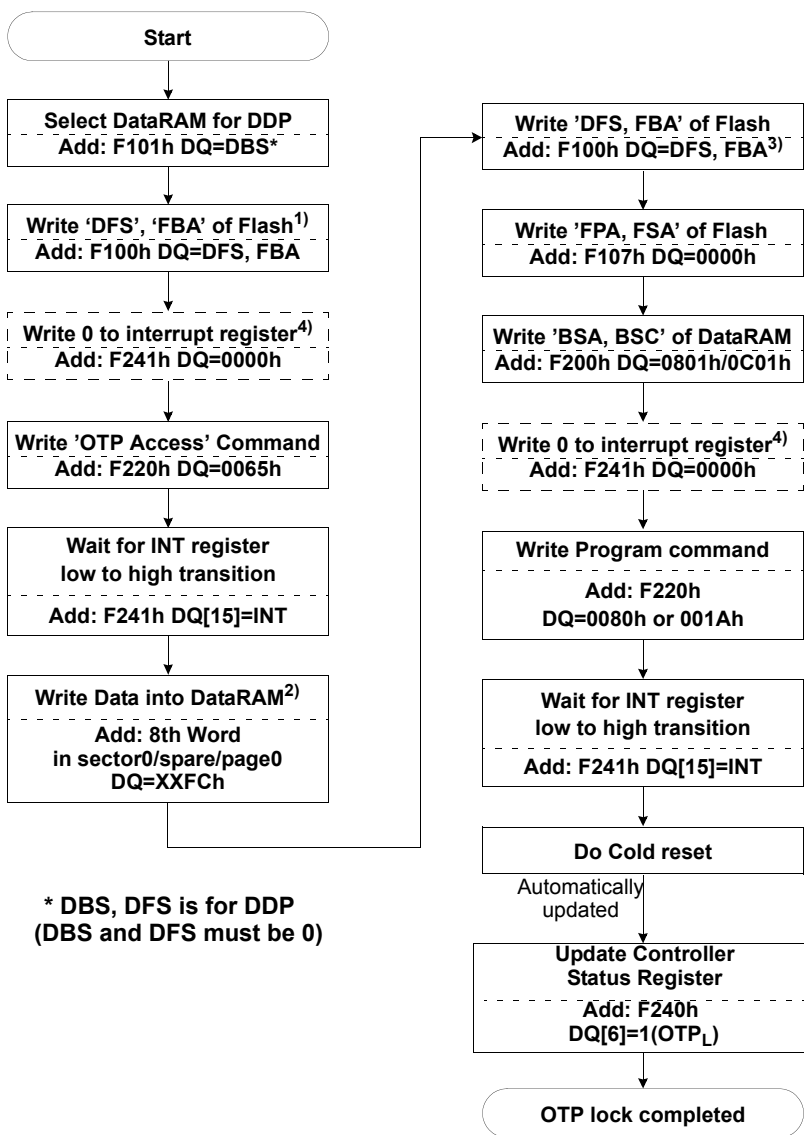 Start
Select DataRAM for DDP
Add: F101h DQ=DBS*
Write ‘DFS’, ‘FBA’ of Flash1)
Add: F100h DQ=DFS, FBA
Write 0 to interrupt register4)
Add: F241h DQ=0000h
Write 'OTP Access' Command
Add: F220h DQ=0065h
Wait for INT register
low to high transition
Add: F241h DQ[15]=INT
Write Data into DataRAM2)
Add: 8th Word
in sector0/spare/page0
DQ=XXFCh
* DBS, DFS is for DDP
(DBS and DFS must be 0)
Write 'DFS, FBA' of Flash
Add: F100h DQ=DFS, FBA3)
Write 'FPA, FSA' of Flash
Add: F107h DQ=0000h
Write 'BSA, BSC' of DataRAM
Add: F200h DQ=0801h/0C01h
Write 0 to interrupt register4)
Add: F241h DQ=0000h
Write Program command
Add: F220h
DQ=0080h or 001Ah
Wait for INT register
low to high transition
Add: F241h DQ[15]=INT
Do Cold reset
Automatically
updated
Update Controller
Status Register
Add: F240h
DQ[6]=1(OTPL)
OTP lock completed